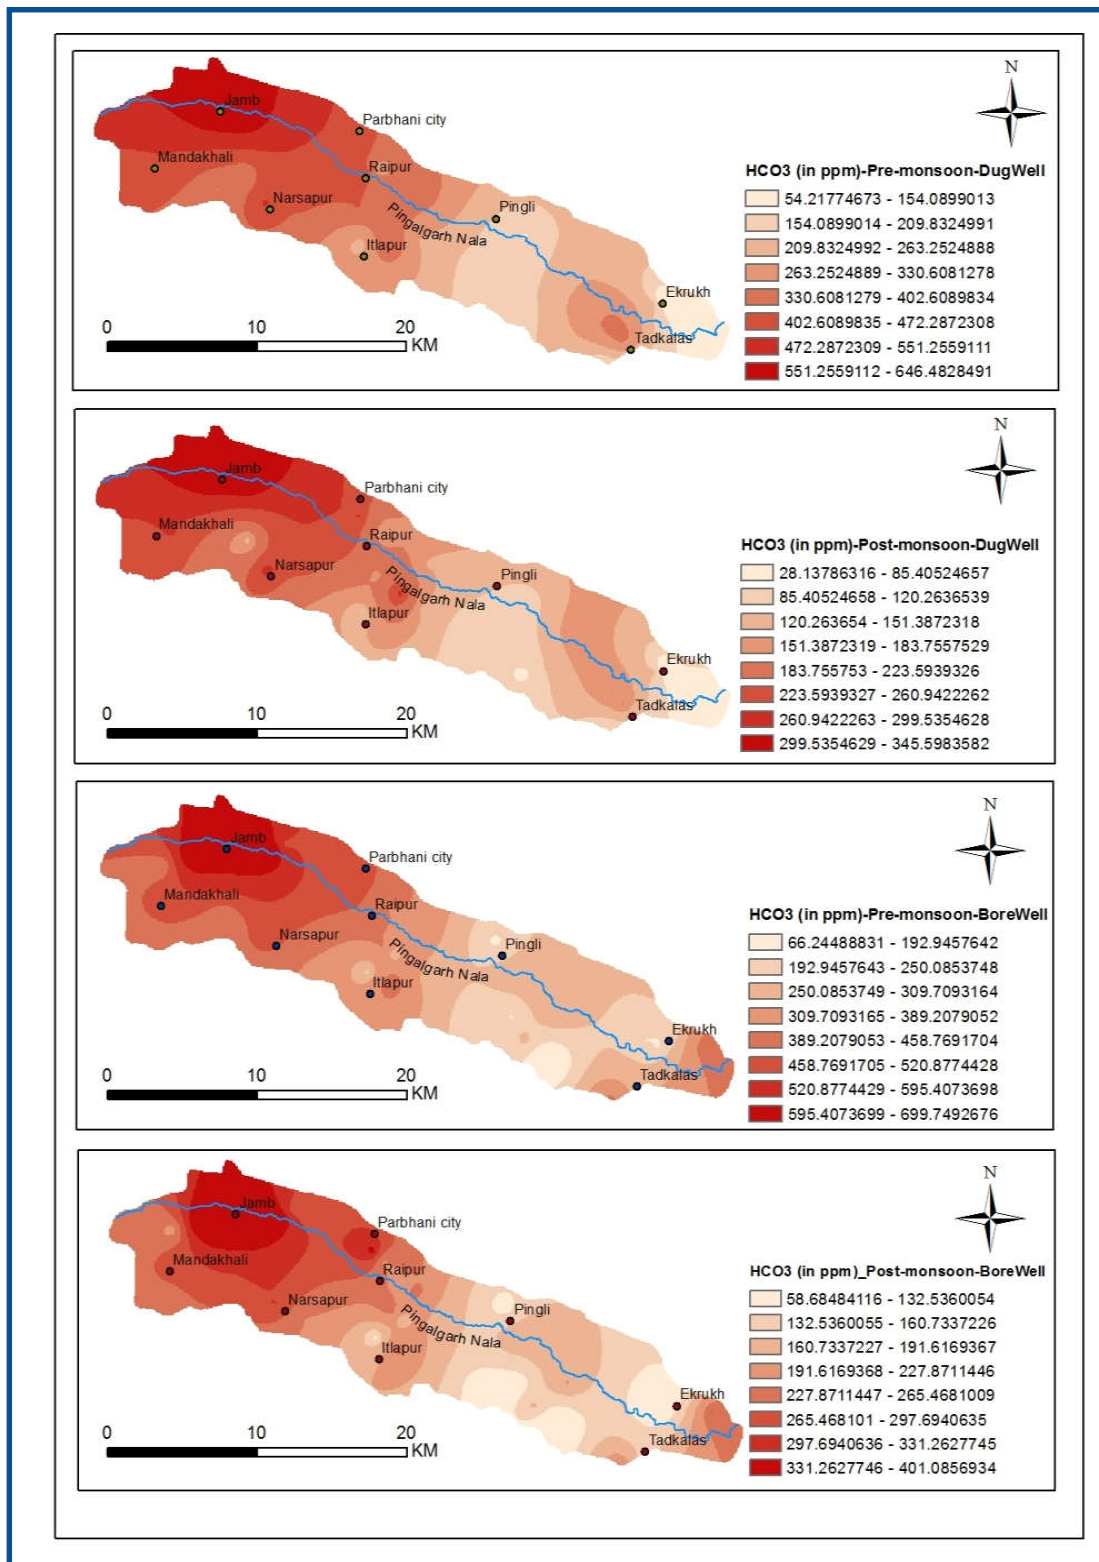 N
Jamb
Parbhani city
Mandakhali
Raipur
HCO3 (in ppm)-Pre-monsoon-DugWell
Narsapur
Pingli
Pingalgarh Nala
Itlapur
Ekrukh
Tadkalas
54.21774673 - 154.0899013
154.0899014 - 209.8324991
209.8324992 - 263.2524888
263.2524889 - 330.6081278
330.6081279 - 402.6089834
402.6089835 - 472.2872308
472.2872309 - 551.2559111
551.2559112 - 646.4828491
0 10 20
KM
N
Jamb
Parbhani city
Mandakhali
Raipur
HCO3 (in ppm)-Post-monsoon-DugWell
Narsapur
Pingli
Pingalgarh Nala
Itlapur
Ekrukh
Tadkalas
28.13786316 - 85.40524657
85.40524658 - 120.2636539
120.263654 - 151.3872318
151.3872319 - 183.7557529
183.755753 - 223.5939326
223.5939327 - 260.9422262
260.9422263 - 299.5354628
299.5354629 - 345.5983582
0 10 20
KM
N
Jamb
Parbhani city
Mandakhali
Raipur
HCO3 (in ppm)-Pre-monsoon-BoreWell
Narsapur
Pingli
Pingalgarh Nala
Itlapur
Ekrukh
Tadkalas
66.24488831 - 192.9457642
192.9457643 - 250.0853748
250.0853749 - 309.7093164
309.7093165 - 389.2079052
389.2079053 - 458.7691704
458.7691705 - 520.8774428
520.8774429 - 595.4073698
595.4073699 - 699.7492676
0 10 20
KM
N
Jamb
Parbhani city
Mandakhali
Raipur
HCO3 (in ppm)_Post-monsoon-BoreWell
Narsapur
Pingli
Pingalgarh Nala
Itlapur
Ekrukh
Tadkalas
58.68484116 - 132.5360054
132.5360055 - 160.7337226
160.7337227 - 191.6169367
191.6169368 - 227.8711446
227.8711447 - 265.4681009
265.468101 - 297.6940635
297.6940636 - 331.2627745
331.2627746 - 401.0856934
0 10 20
KM